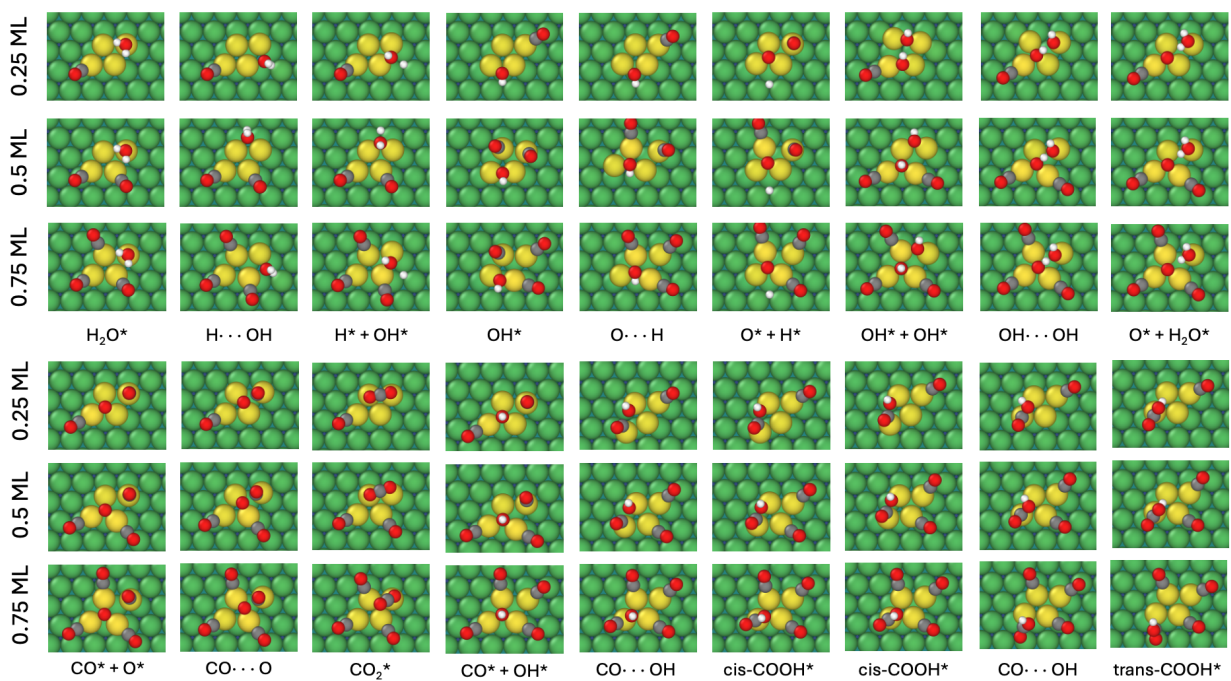 0.25 ML
0.5 ML
0.75 ML
H₂O* H···OH H* + OH* OH* O···H O* + H* OH* + OH* OH···OH O* + H₂O*
0.25 ML
0.5 ML
0.75 ML
CO* + O* CO···O CO₂* CO* + OH* CO···OH cis-COOH* cis-COOH* CO···OH trans-COOH*